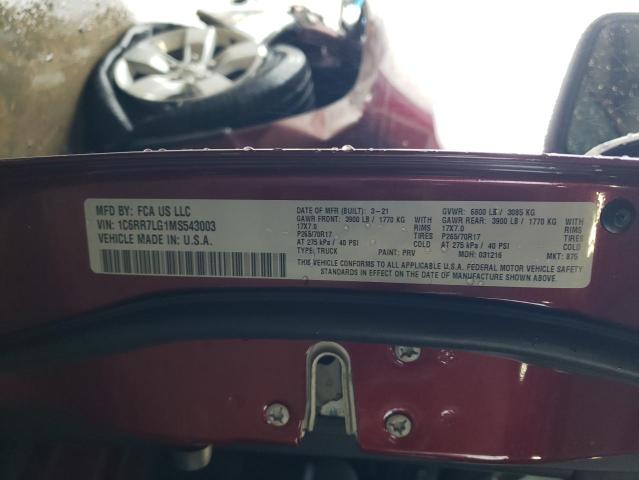 MFD BY: FCA US LLC
VIN: 1C6RR7LG1MS543003
VEHICLE MADE IN: U.S.A.
DATE OF MFR (BUILT): 3-21
GVWR: 6800 LB / 3085 KG
GAWR FRONT: 3900 LB / 1770 KG WITH
17X7.0 RIMS
P265/70R17 TIRES
AT 275 kPa / 40 PSI COLD
GAWR REAR: 3900 LB / 1770 KG WITH
17X7.0 RIMS
P265/70R17 TIRES
AT 275 kPa / 40 PSI COLD
TYPE: TRUCK PAINT: PRV MDH: 031216 MKT: 875
THIS VEHICLE CONFORMS TO ALL APPLICABLE U.S.A. FEDERAL MOTOR VEHICLE SAFETY
STANDARDS IN EFFECT ON THE DATE OF MANUFACTURE SHOWN ABOVE.